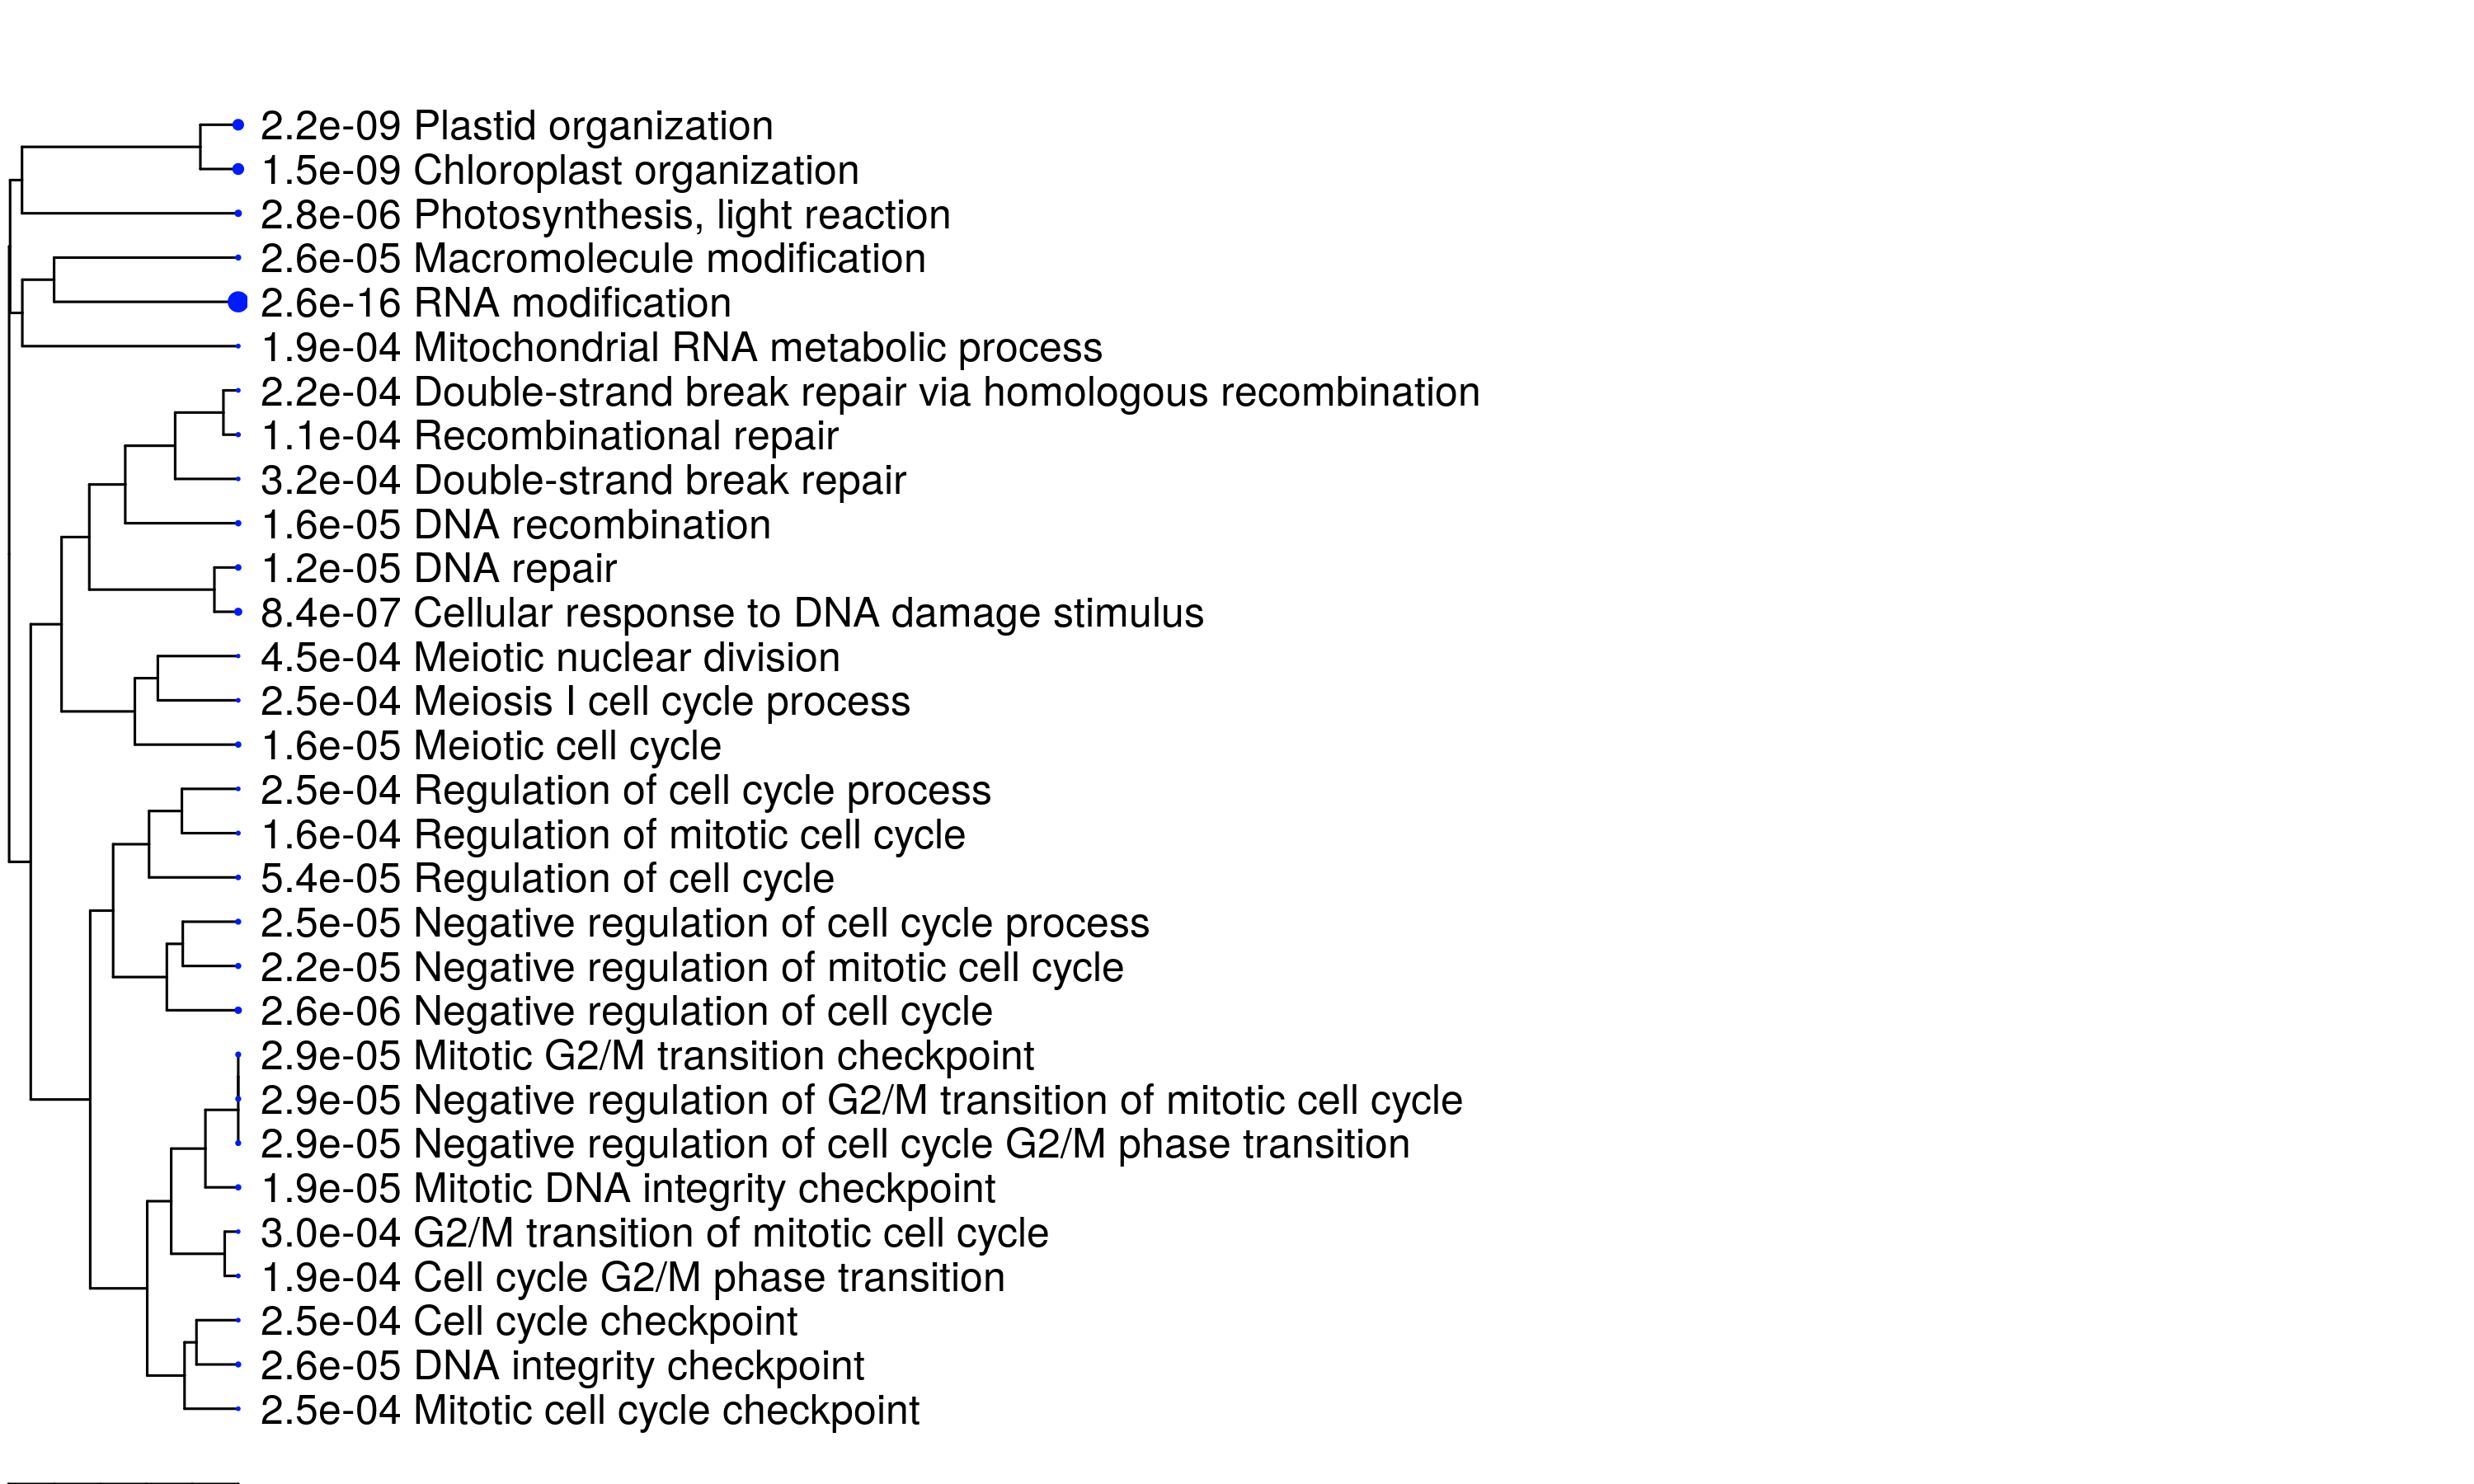 2.2e-09 Plastid organization
1.5e-09 Chloroplast organization
2.8e-06 Photosynthesis, light reaction
2.6e-05 Macromolecule modification
2.6e-16 RNA modification
1.9e-04 Mitochondrial RNA metabolic process
2.2e-04 Double-strand break repair via homologous recombination
1.1e-04 Recombinational repair
3.2e-04 Double-strand break repair
1.6e-05 DNA recombination
1.2e-05 DNA repair
8.4e-07 Cellular response to DNA damage stimulus
4.5e-04 Meiotic nuclear division
2.5e-04 Meiosis I cell cycle process
1.6e-05 Meiotic cell cycle
2.5e-04 Regulation of cell cycle process
1.6e-04 Regulation of mitotic cell cycle
5.4e-05 Regulation of cell cycle
2.5e-05 Negative regulation of cell cycle process
2.2e-05 Negative regulation of mitotic cell cycle
2.6e-06 Negative regulation of cell cycle
2.9e-05 Mitotic G2/M transition checkpoint
2.9e-05 Negative regulation of G2/M transition of mitotic cell cycle
2.9e-05 Negative regulation of cell cycle G2/M phase transition
1.9e-05 Mitotic DNA integrity checkpoint
3.0e-04 G2/M transition of mitotic cell cycle
1.9e-04 Cell cycle G2/M phase transition
2.5e-04 Cell cycle checkpoint
2.6e-05 DNA integrity checkpoint
2.5e-04 Mitotic cell cycle checkpoint